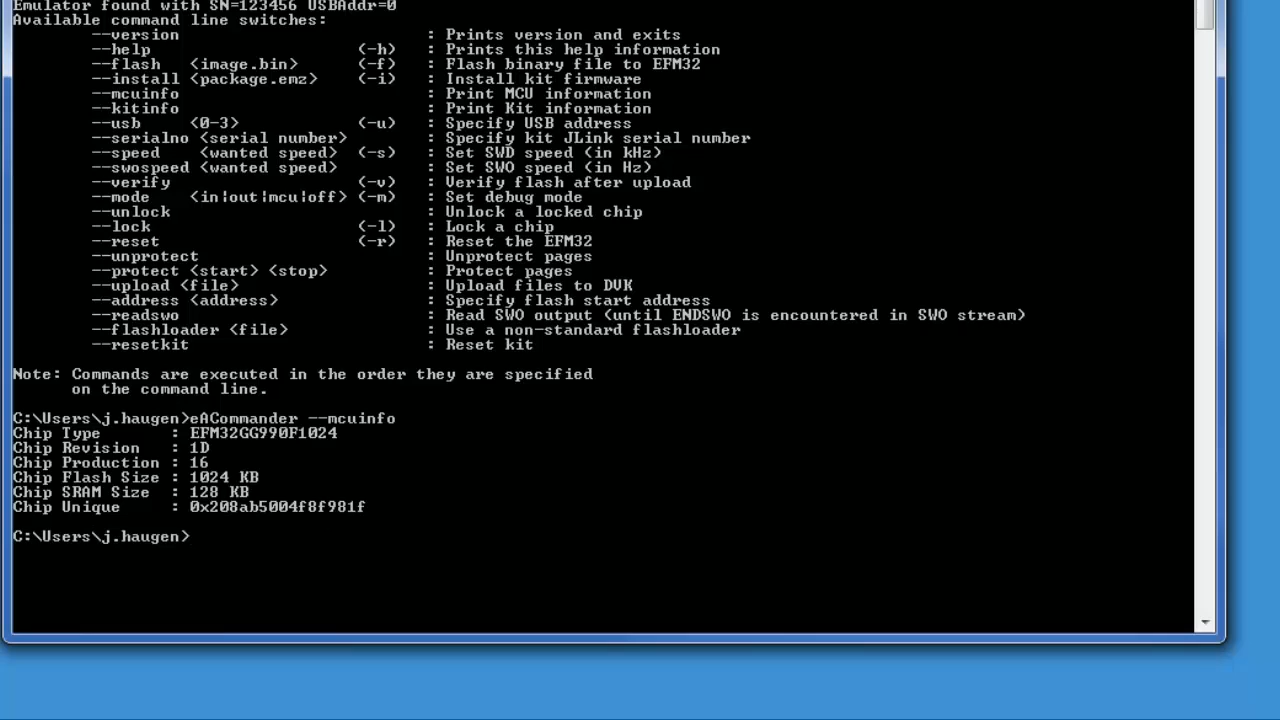 Emulator found with SN=123456 USBAddr=0
Available command line switches:
--version : Prints version and exits
--help (-h) : Prints this help information
--flash <image.bin> (-f) : Flash binary file to EFM32
--install <package.emz> (-i) : Install kit firmware
--mcuinfo : Print MCU information
--kitinfo : Print Kit information
--usb <0-3> (-u) : Specify USB address
--serialno <serial number> : Specify kit JLink serial number
--speed <wanted speed> (-s) : Set SWD speed (in kHz)
--swospeed <wanted speed> : Set SWO speed (in Hz)
--verify (-v) : Verify flash after upload
--mode <in|out|mcu|off> (-m) : Set debug mode
--unlock : Unlock a locked chip
--lock (-l) : Lock a chip
--reset (-r) : Reset the EFM32
--unprotect : Unprotect pages
--protect <start> <stop> : Protect pages
--upload <file> : Upload files to DVK
--address <address> : Specify flash start address
--readswo : Read SWO output (until ENDSWO is encountered in SWO stream)
--flashloader <file> : Use a non-standard flashloader
--resetkit : Reset kit
Note: Commands are executed in the order they are specified
on the command line.
C:\Users\j.haugen>eACommander --mcuinfo
Chip Type : EFM32GG990F1024
Chip Revision : 1D
Chip Production : 16
Chip Flash Size : 1024 KB
Chip SRAM Size : 128 KB
Chip Unique : 0x208ab5004f8f981f
C:\Users\j.haugen>